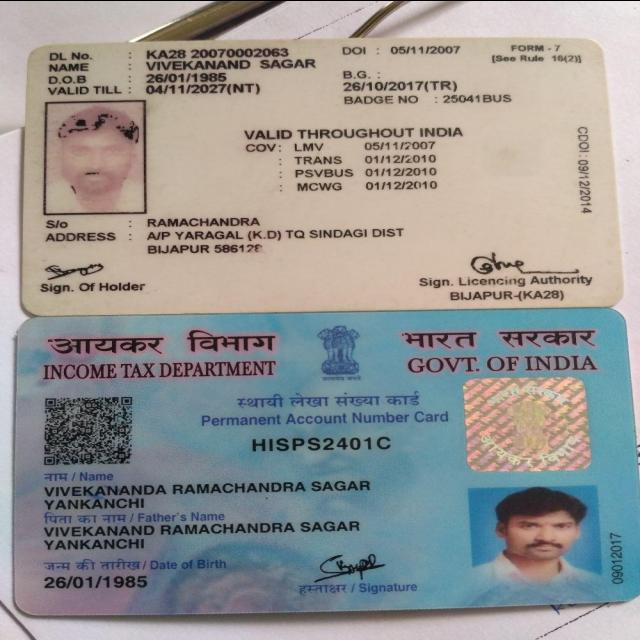 DL No. : KA28 20070002063 DOI : 05/11/2007 FORM - 7
NAME : VIVEKANAND SAGAR [See Rule 16(2)]
D.O.B : 26/01/1985 B.G. :
VALID TILL : 04/11/2027(NT) 26/10/2017(TR)
BADGE NO : 25041BUS
VALID THROUGHOUT INDIA
COV: LMV 05/11/2007
: TRANS 01/12/2010
: PSVBUS 01/12/2010
: MCWG 01/12/2010
CDOI : 09/12/2014
S/o : RAMACHANDRA
ADDRESS : A/P YARAGAL (K.D) TQ SINDAGI DIST
BIJAPUR 586128
Sign. Of Holder Sign. Licencing Authority
BIJAPUR-(KA28)
आयकर विभाग भारत सरकार
INCOME TAX DEPARTMENT GOVT. OF INDIA
स्थायी लेखा संख्या कार्ड
Permanent Account Number Card
HISPS2401C
नाम / Name
VIVEKANANDA RAMACHANDRA SAGAR
YANKANCHI
पिता का नाम / Father's Name
VIVEKANAND RAMACHANDRA SAGAR
YANKANCHI
जन्म की तारीख / Date of Birth
26/01/1985
हस्ताक्षर / Signature
09012017